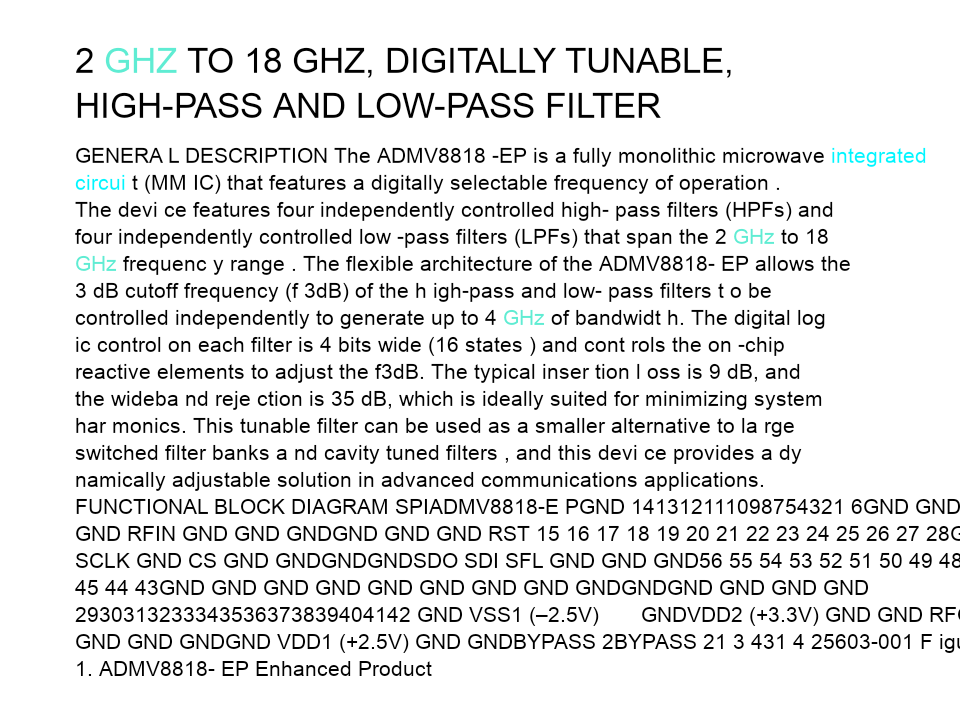 2 GHZ TO 18 GHZ, DIGITALLY TUNABLE,
HIGH-PASS AND LOW-PASS FILTER
GENERA L DESCRIPTION The ADMV8818 -EP is a fully monolithic microwave integrated
circui t (MM IC) that features a digitally selectable frequency of operation .
The devi ce features four independently controlled high- pass filters (HPFs) and
four independently controlled low -pass filters (LPFs) that span the 2 GHz to 18
GHz frequenc y range . The flexible architecture of the ADMV8818- EP allows the
3 dB cutoff frequency (f 3dB) of the h igh-pass and low- pass filters t o be
controlled independently to generate up to 4 GHz of bandwidt h. The digital log
ic control on each filter is 4 bits wide (16 states ) and cont rols the on -chip
reactive elements to adjust the f3dB. The typical inser tion l oss is 9 dB, and
the wideba nd reje ction is 35 dB, which is ideally suited for minimizing system
har monics. This tunable filter can be used as a smaller alternative to la rge
switched filter banks a nd cavity tuned filters , and this devi ce provides a dy
namically adjustable solution in advanced communications applications.
FUNCTIONAL BLOCK DIAGRAM SPIADMV8818-E PGND 141312111098754321 6GND GND
GND RFIN GND GND GNDGND GND GND RST 15 16 17 18 19 20 21 22 23 24 25 26 27 28G
SCLK GND CS GND GNDGNDGNDSDO SDI SFL GND GND GND56 55 54 53 52 51 50 49 48
45 44 43GND GND GND GND GND GND GND GND GNDGNDGND GND GND GND
2930313233343536373839404142 GND VSS1 (–2.5V) GNDVDD2 (+3.3V) GND GND RF
GND GND GNDGND VDD1 (+2.5V) GND GNDBYPASS 2BYPASS 21 3 431 4 25603-001 F igu
1. ADMV8818- EP Enhanced Product